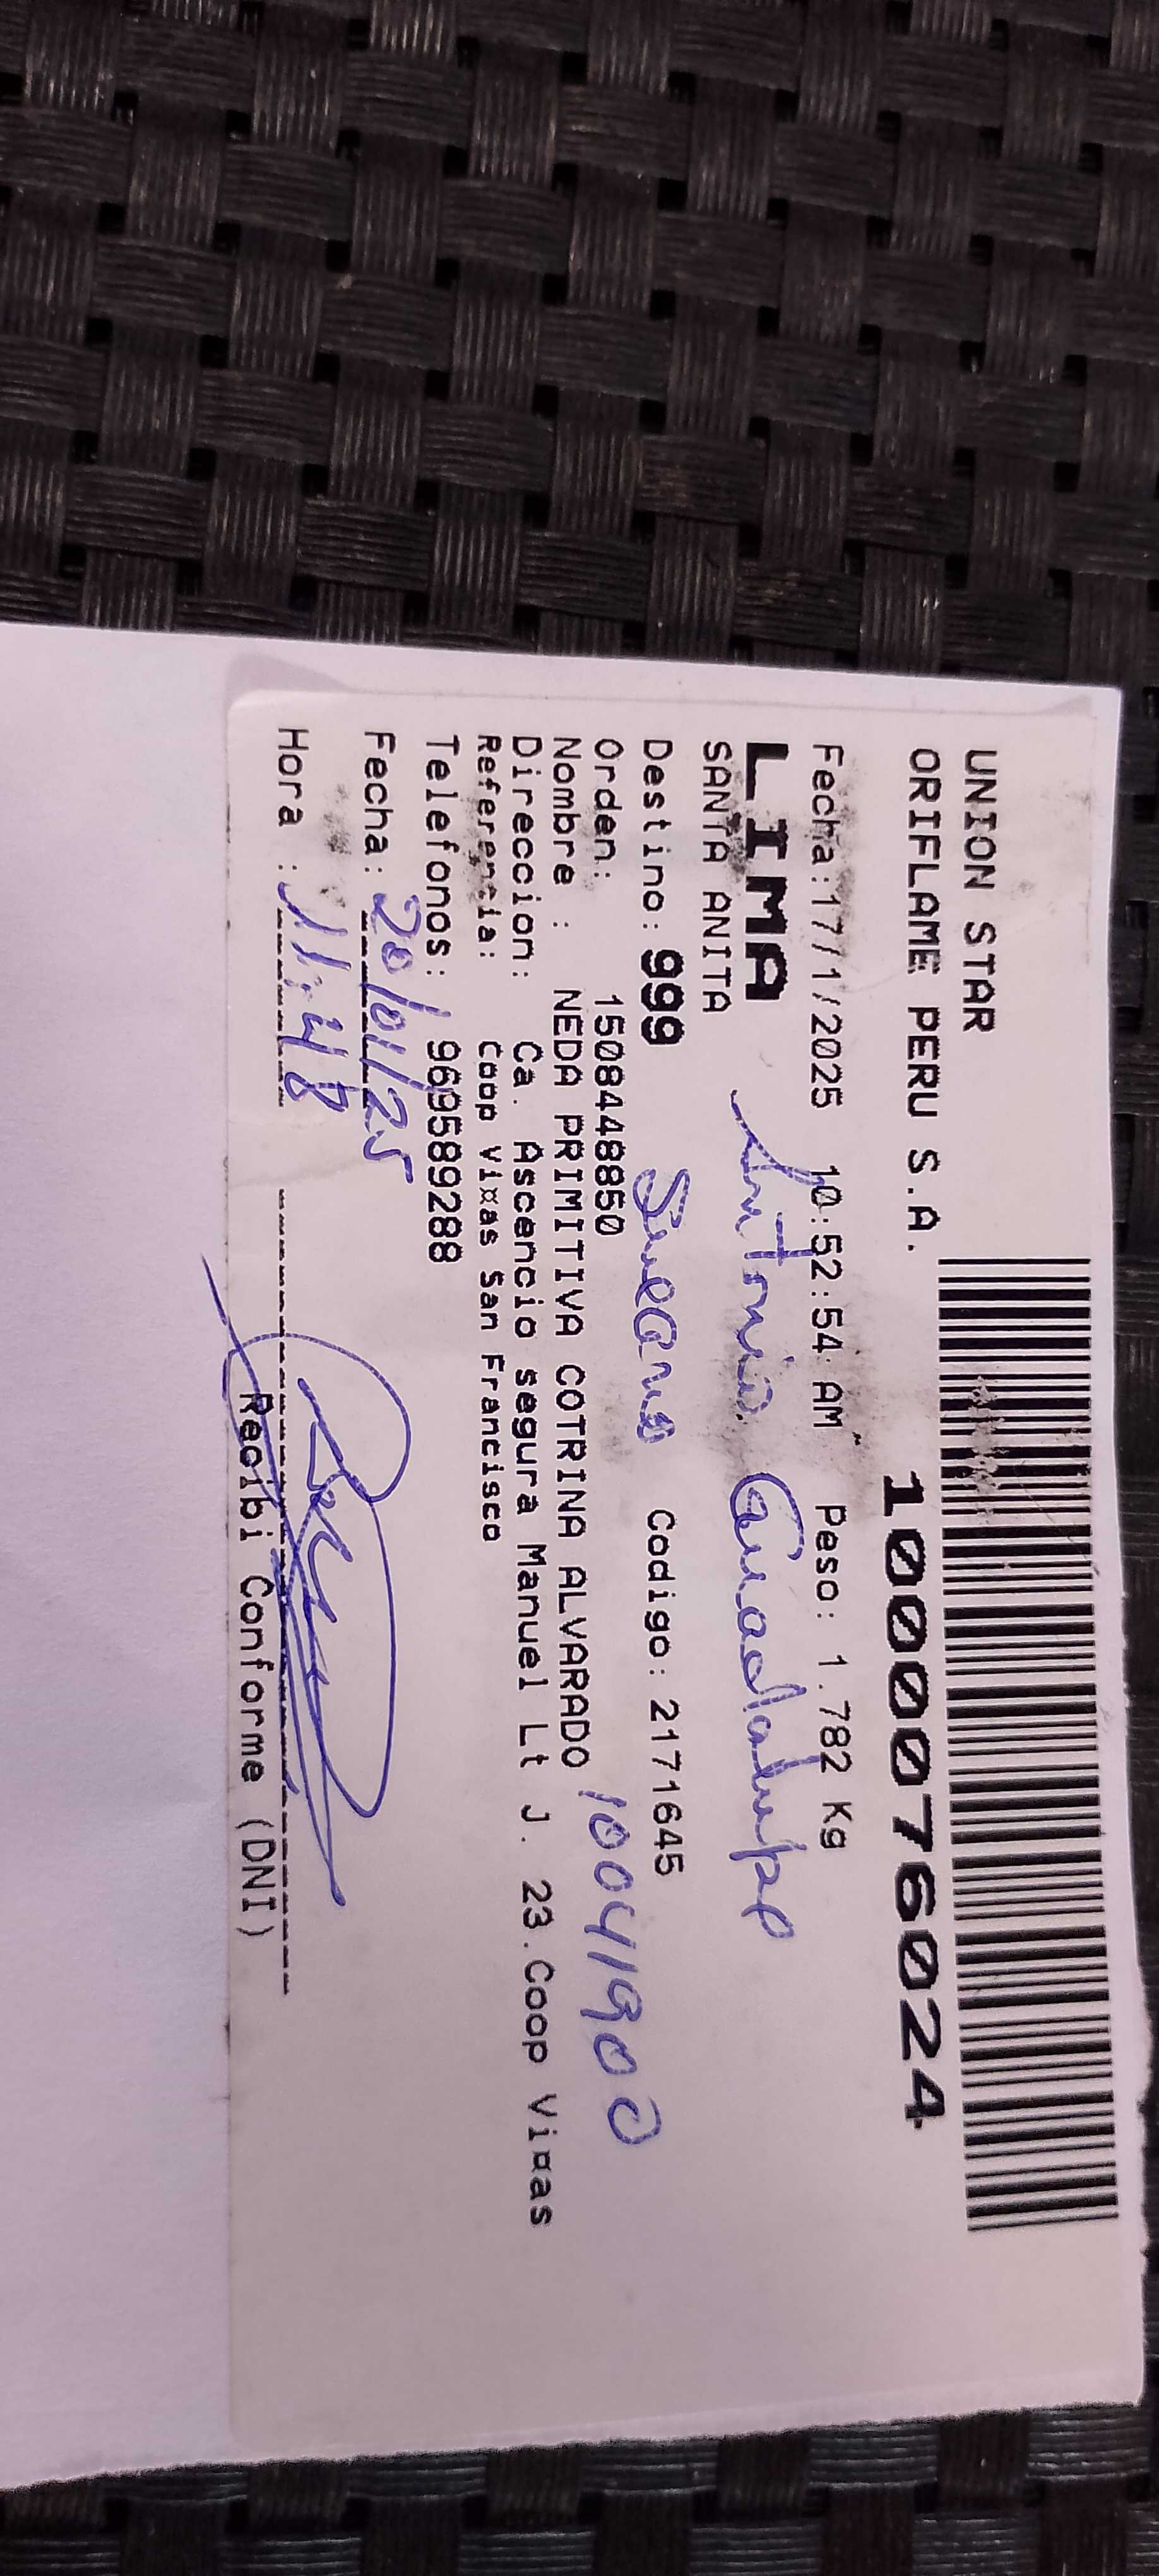 UNION STAR
ORIFLAME PERU S.A.
1000076024
Fecha:17/1/2025 10:52:54 AM Peso: 1.782 Kg
LIMA
SANTA ANITA
Destino: 999 Codigo: 2171645
Orden: 1508448850
10041900
Nombre : NEDA PRIMITIVA COTRINA ALVARADO
Direccion: Ca. Ascencio segura Manuel Lt J. 23.Coop Vi¤as
Referencia: Coop Vi¤as San Francisco
Telefonos: 969589288
Fecha: 20/01/25
Hora : 11:48
Recibi Conforme (DNI)